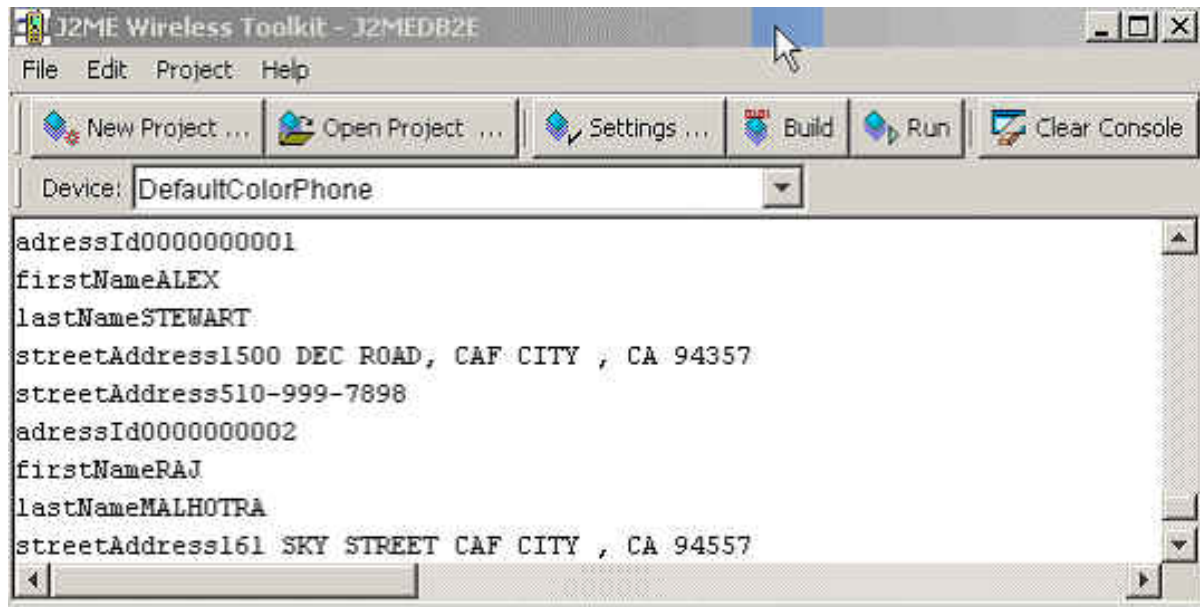 J2ME Wireless Toolkit - J2MEDB2E
File Edit Project Help
New Project ... Open Project ... Settings ... Build Run Clear Console
Device: DefaultColorPhone
adressId0000000001
firstNameALEX
lastNameSTEWART
streetAddress1500 DEC ROAD, CAF CITY , CA 94357
streetAddress510-999-7898
adressId0000000002
firstNameRAJ
lastNameMALHOTRA
streetAddress161 SKY STREET CAF CITY , CA 94557